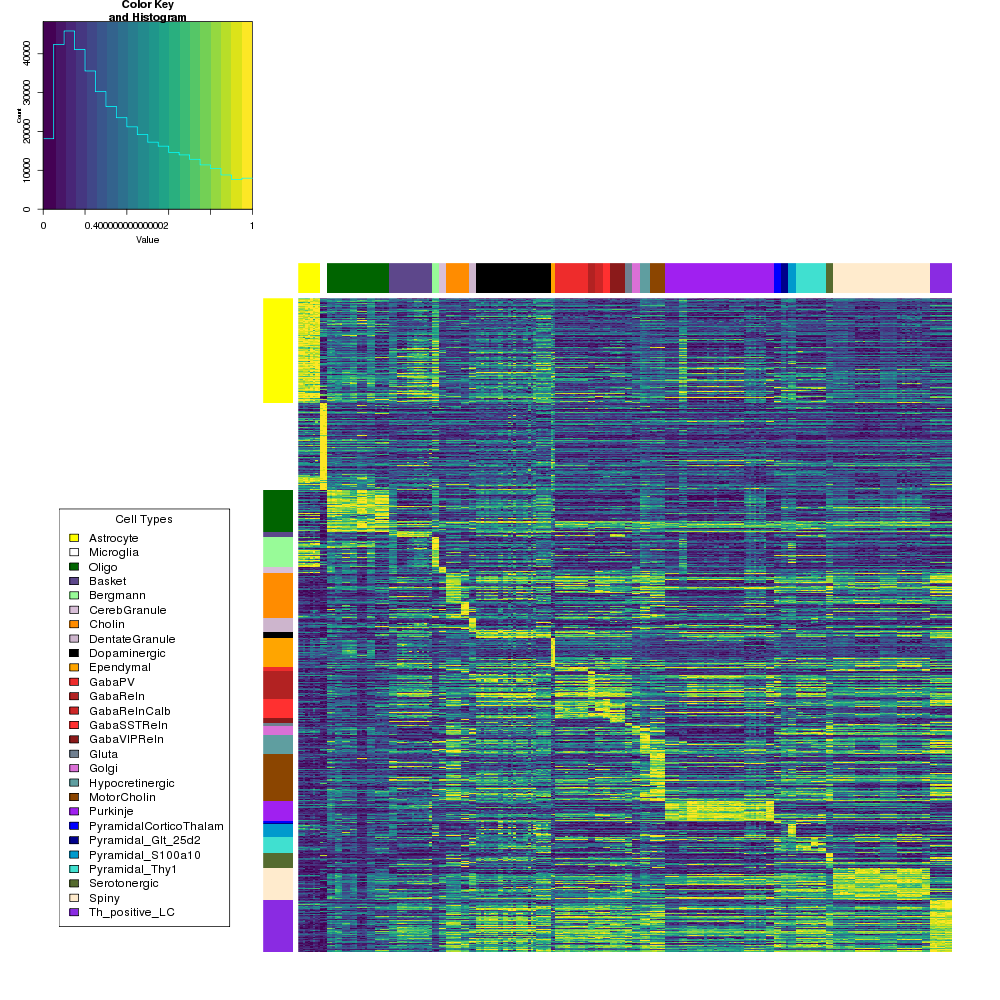 Color Key
and Histogram
40000
30000
20000
10000
0
Count
0
0.400000000000002
1
Value
Cell Types
Astrocyte
Microglia
Oligo
Basket
Bergmann
CerebGranule
Cholin
DentateGranule
Dopaminergic
Ependymal
GabaPV
GabaReln
GabaRelnCalb
GabaSSTReln
GabaVIPReln
Gluta
Golgi
Hypocretinergic
MotorCholin
Purkinje
PyramidalCorticoThalam
Pyramidal_Glt_25d2
Pyramidal_S100a10
Pyramidal_Thy1
Serotonergic
Spiny
Th_positive_LC